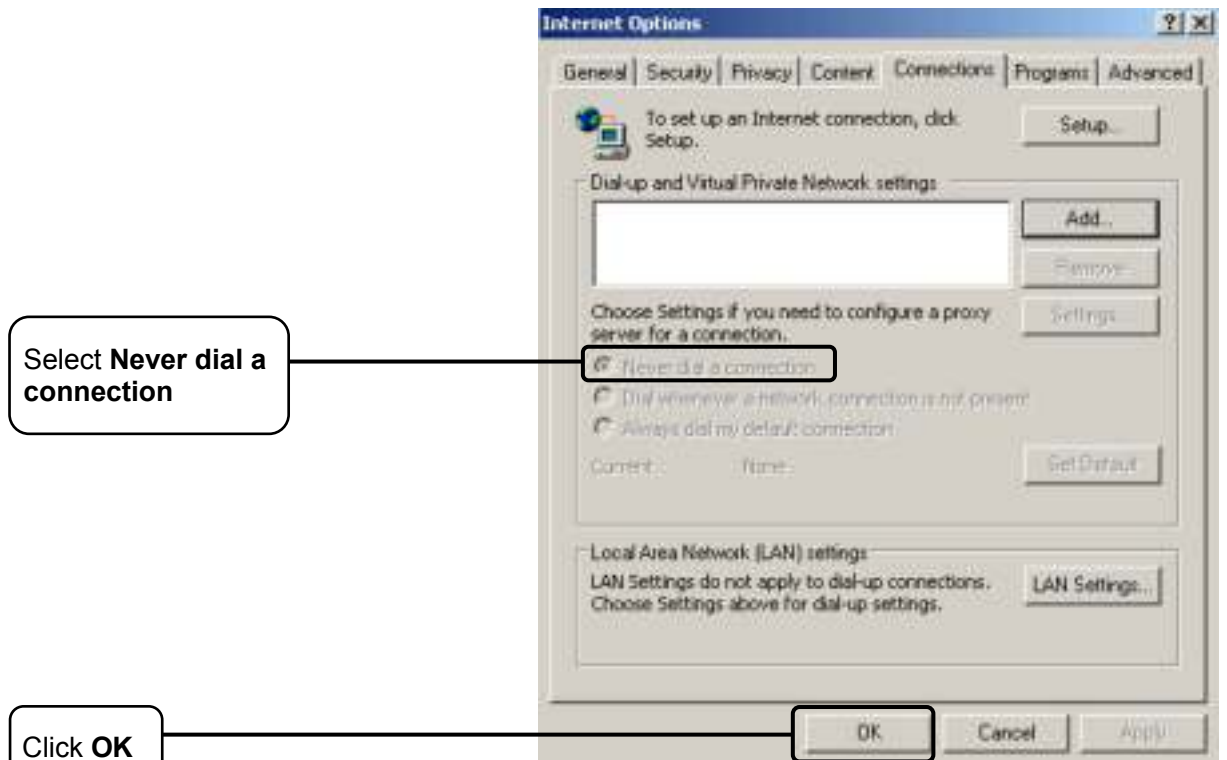 Internet Options
General Security Privacy Content Connections Programs Advanced
To set up an Internet connection, click
Setup.
Setup...
Dial-up and Virtual Private Network settings
Add...
Remove
Choose Settings if you need to configure a proxy
server for a connection.
Settings...
Select Never dial a
connection
Never dial a connection
Dial whenever a network connection is not present
Always dial my default connection
Current None
Set Default
Local Area Network (LAN) settings
LAN Settings do not apply to dial-up connections.
Choose Settings above for dial-up settings.
LAN Settings...
Click OK
OK Cancel Apply